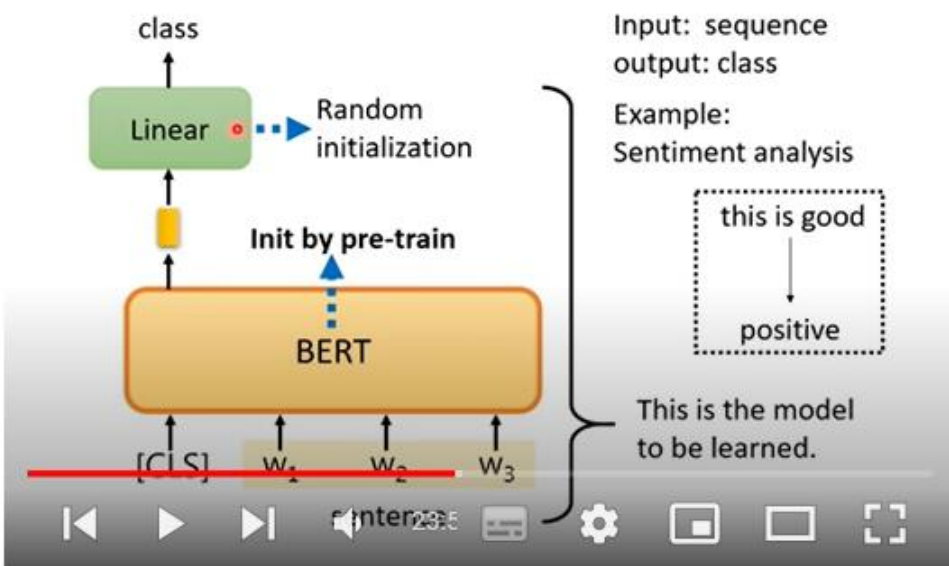 class
Linear
Random
initialization
Init by pre-train
BERT
[CLS]
w1
w2
w3
sentence
Input: sequence
output: class
Example:
Sentiment analysis
this is good
positive
This is the model
to be learned.